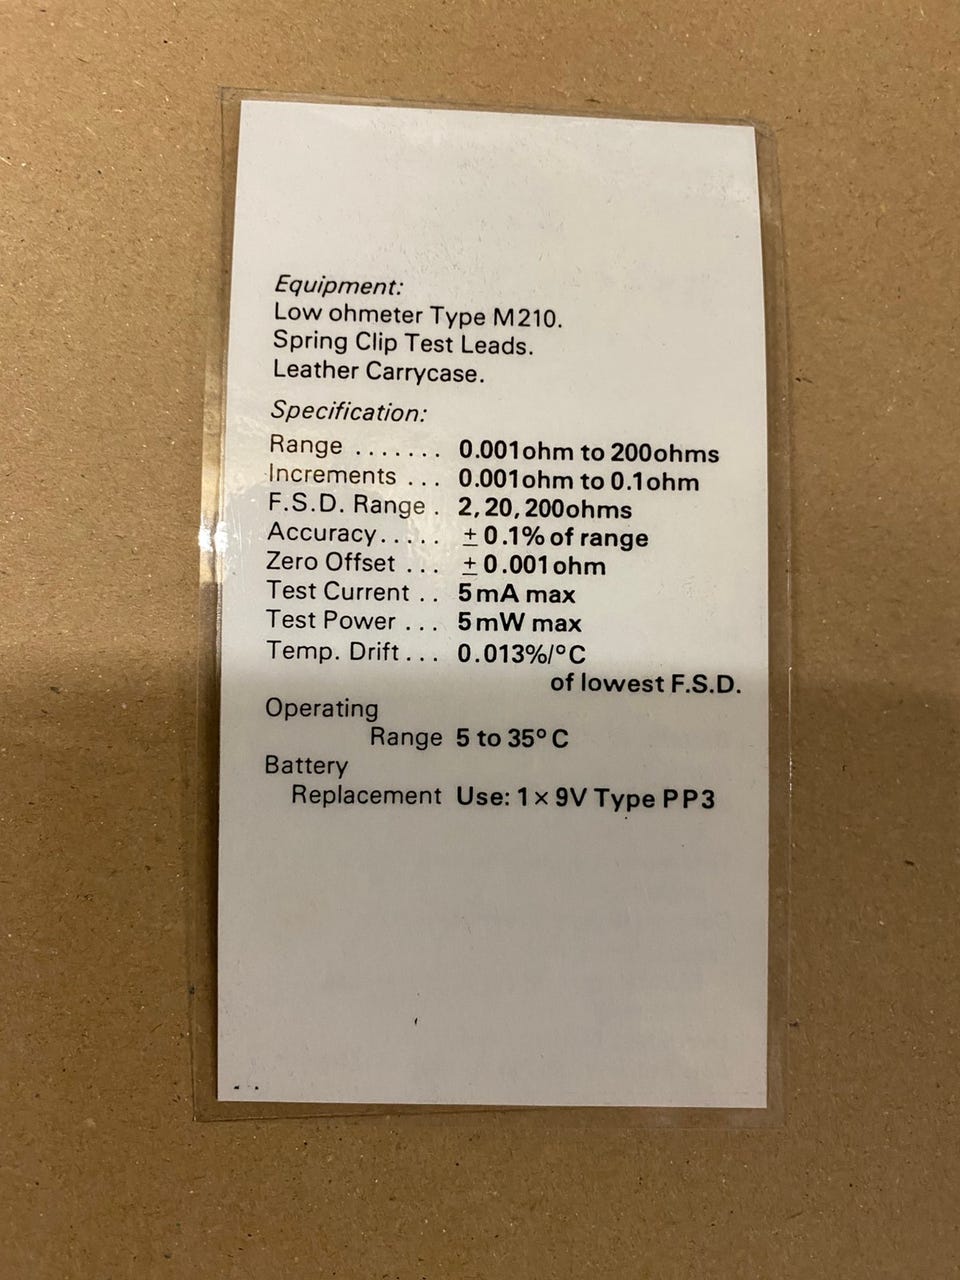 Equipment:
Low ohmeter Type M210.
Spring Clip Test Leads.
Leather Carrycase.
Specification:
Range ....... 0.001ohm to 200ohms
Increments ... 0.001ohm to 0.1ohm
F.S.D. Range . 2, 20, 200ohms
Accuracy..... ± 0.1% of range
Zero Offset ... ± 0.001ohm
Test Current .. 5mA max
Test Power ... 5mW max
Temp. Drift... 0.013%/°C
of lowest F.S.D.
Operating
Range 5 to 35°C
Battery
Replacement Use: 1 × 9V Type PP3